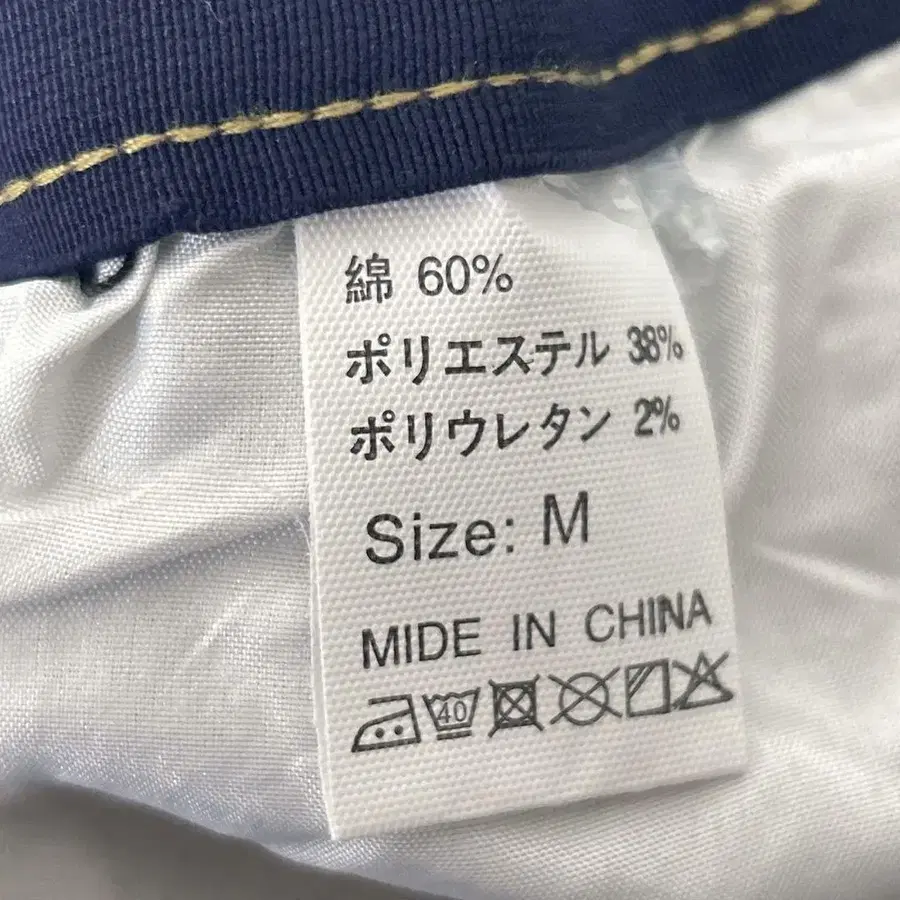 綿 60%
ポリエステル 38%
ポリウレタン 2%
Size: M
MIDE IN CHINA
40